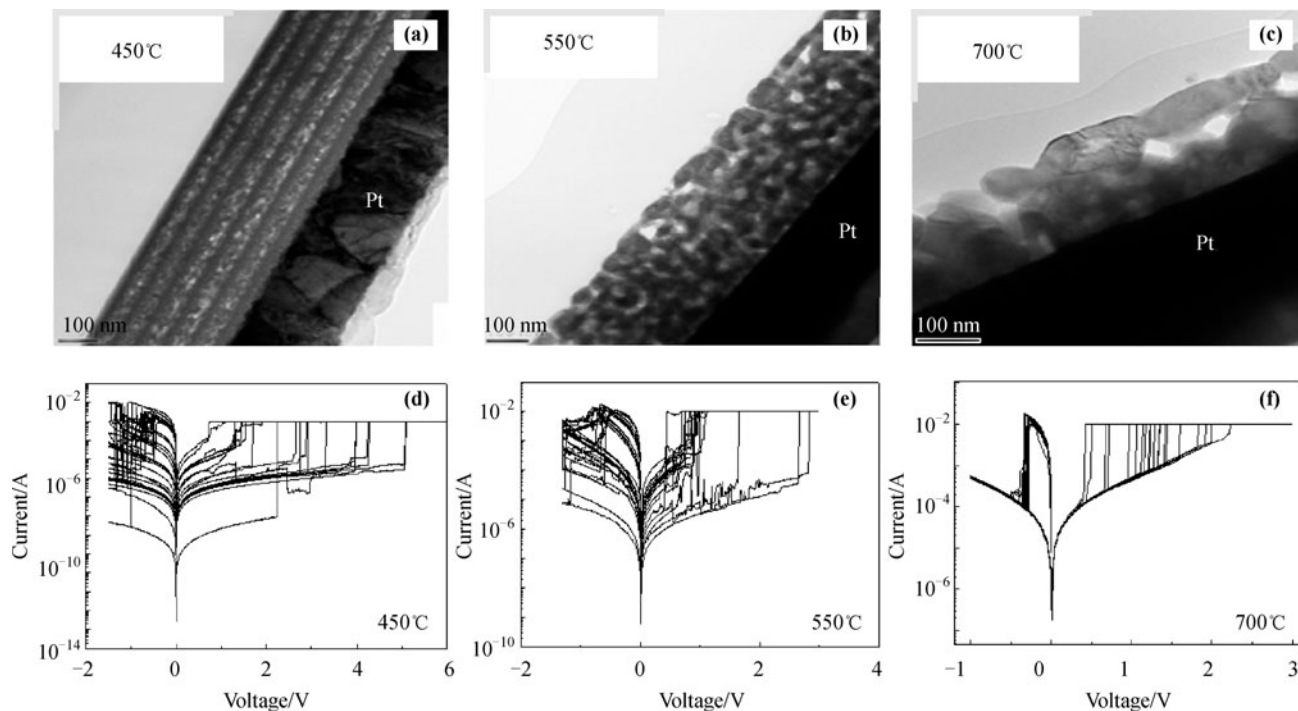 450℃
(a)
Pt
100 nm
550℃
(b)
Pt
100 nm
700℃
(c)
Pt
100 nm
(d)
Current/A
10⁻²
10⁻⁶
10⁻¹⁰
10⁻¹⁴
450℃
−2 0 2 4 6
Voltage/V
(e)
Current/A
10⁻²
10⁻⁶
10⁻¹⁰
550℃
−2 0 2 4
Voltage/V
(f)
Current/A
10⁻²
10⁻⁴
10⁻⁶
700℃
−1 0 1 2 3
Voltage/V